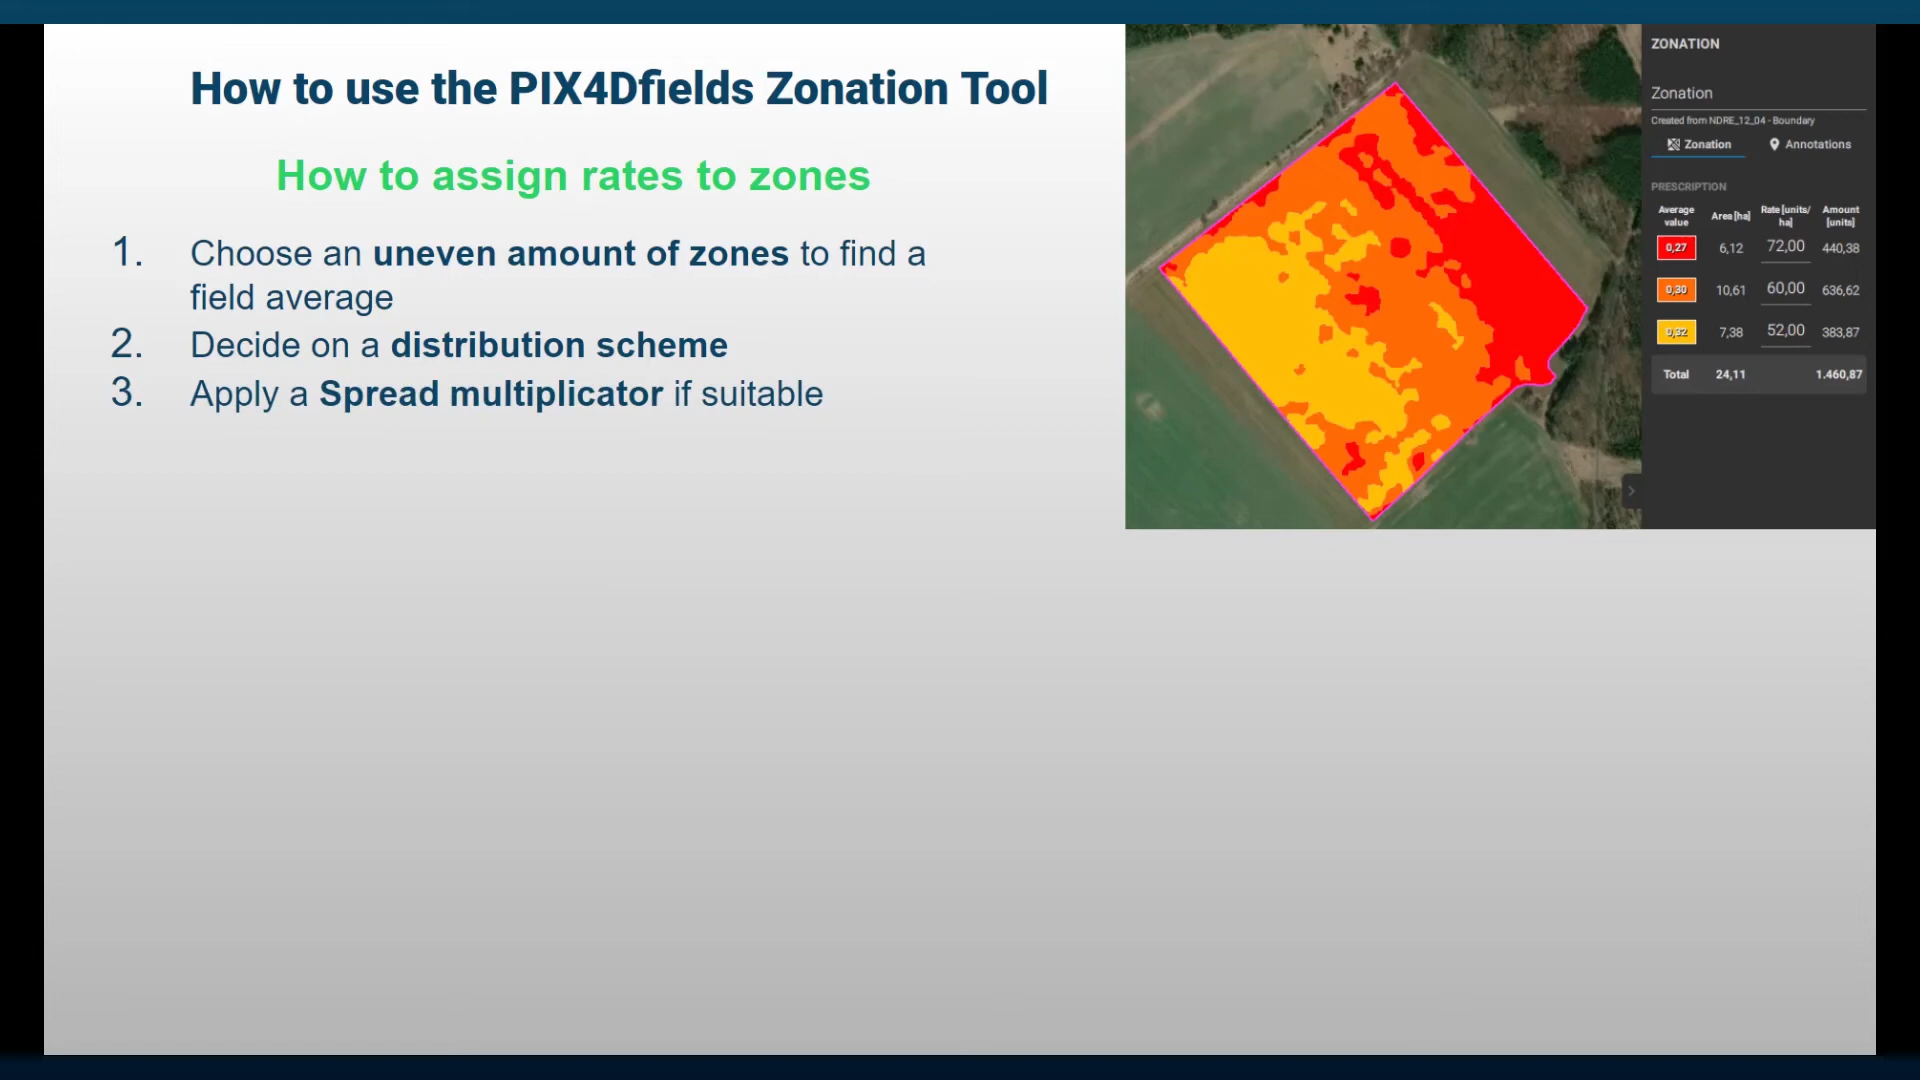 How to use the PIX4Dfields Zonation Tool
How to assign rates to zones
1. Choose an uneven amount of zones to find a
field average
2. Decide on a distribution scheme
3. Apply a Spread multiplicator if suitable
ZONATION
Zonation
Created from NDRE_12_04 - Boundary
Zonation Annotations
PRESCRIPTION
Average value Area [ha] Rate [units/ha] Amount [units]
0,27 6,12 72,00 440,38
0,30 10,61 60,00 636,62
0,32 7,38 52,00 383,87
Total 24,11 1.460,87